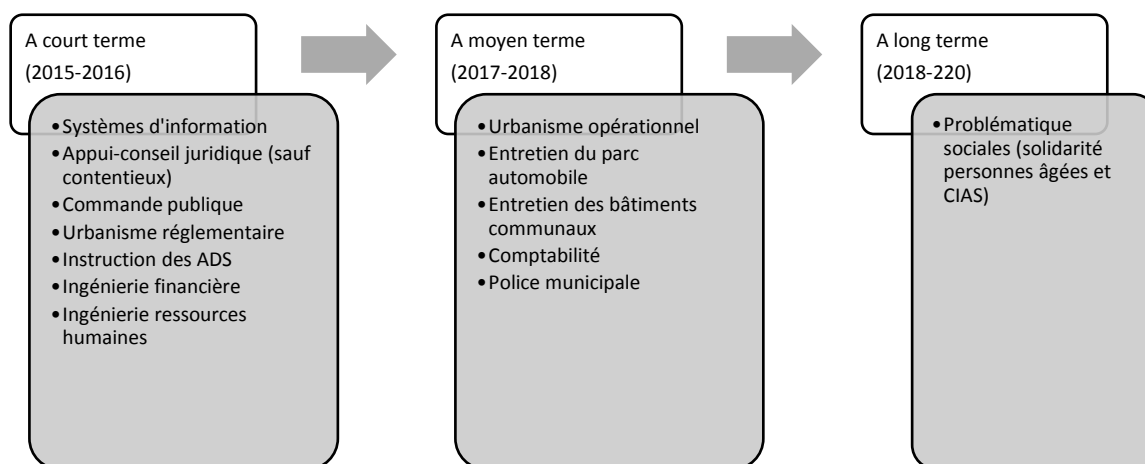 A court terme
(2015-2016)
•Systèmes d'information
•Appui-conseil juridique (sauf
contentieux)
•Commande publique
•Urbanisme réglementaire
•Instruction des ADS
•Ingénierie financière
•Ingénierie ressources
humaines
A moyen terme
(2017-2018)
•Urbanisme opérationnel
•Entretien du parc
automobile
•Entretien des bâtiments
communaux
•Comptabilité
•Police municipale
A long terme
(2018-220)
•Problématique
sociales (solidarité
personnes âgées et
CIAS)